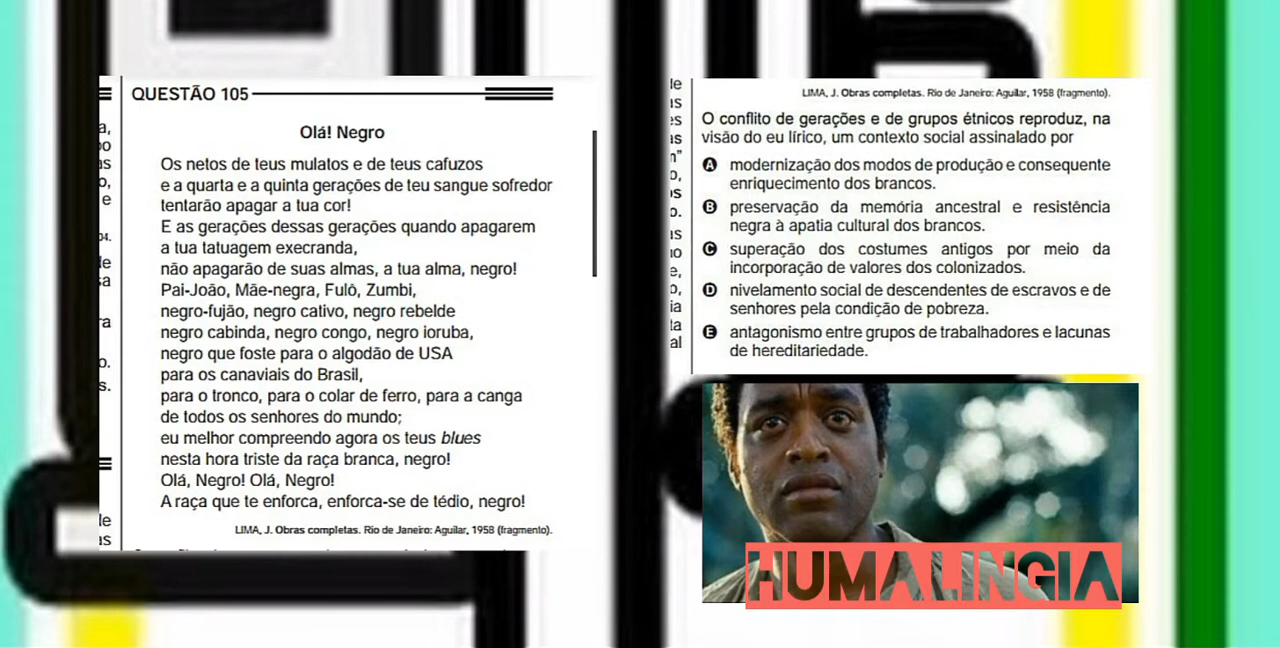 QUESTÃO 105
Olá! Negro
Os netos de teus mulatos e de teus cafuzos
e a quarta e a quinta gerações de teu sangue sofredor
tentarão apagar a tua cor!
E as gerações dessas gerações quando apagarem
a tua tatuagem execranda,
não apagarão de suas almas, a tua alma, negro!
Pai-João, Mãe-negra, Fulô, Zumbi,
negro-fujão, negro cativo, negro rebelde
negro cabinda, negro congo, negro ioruba,
negro que foste para o algodão de USA
para os canaviais do Brasil,
para o tronco, para o colar de ferro, para a canga
de todos os senhores do mundo;
eu melhor compreendo agora os teus blues
nesta hora triste da raça branca, negro!
Olá, Negro! Olá, Negro!
A raça que te enforca, enforca-se de tédio, negro!
LIMA, J. Obras completas. Rio de Janeiro: Aguilar, 1958 (fragmento).
LIMA, J. Obras completas. Rio de Janeiro: Aguilar, 1958 (fragmento).
O conflito de gerações e de grupos étnicos reproduz, na
visão do eu lírico, um contexto social assinalado por
A modernização dos modos de produção e consequente
enriquecimento dos brancos.
B preservação da memória ancestral e resistência
negra à apatia cultural dos brancos.
C superação dos costumes antigos por meio da
incorporação de valores dos colonizados.
D nivelamento social de descendentes de escravos e de
senhores pela condição de pobreza.
E antagonismo entre grupos de trabalhadores e lacunas
de hereditariedade.
HUMALINGIA